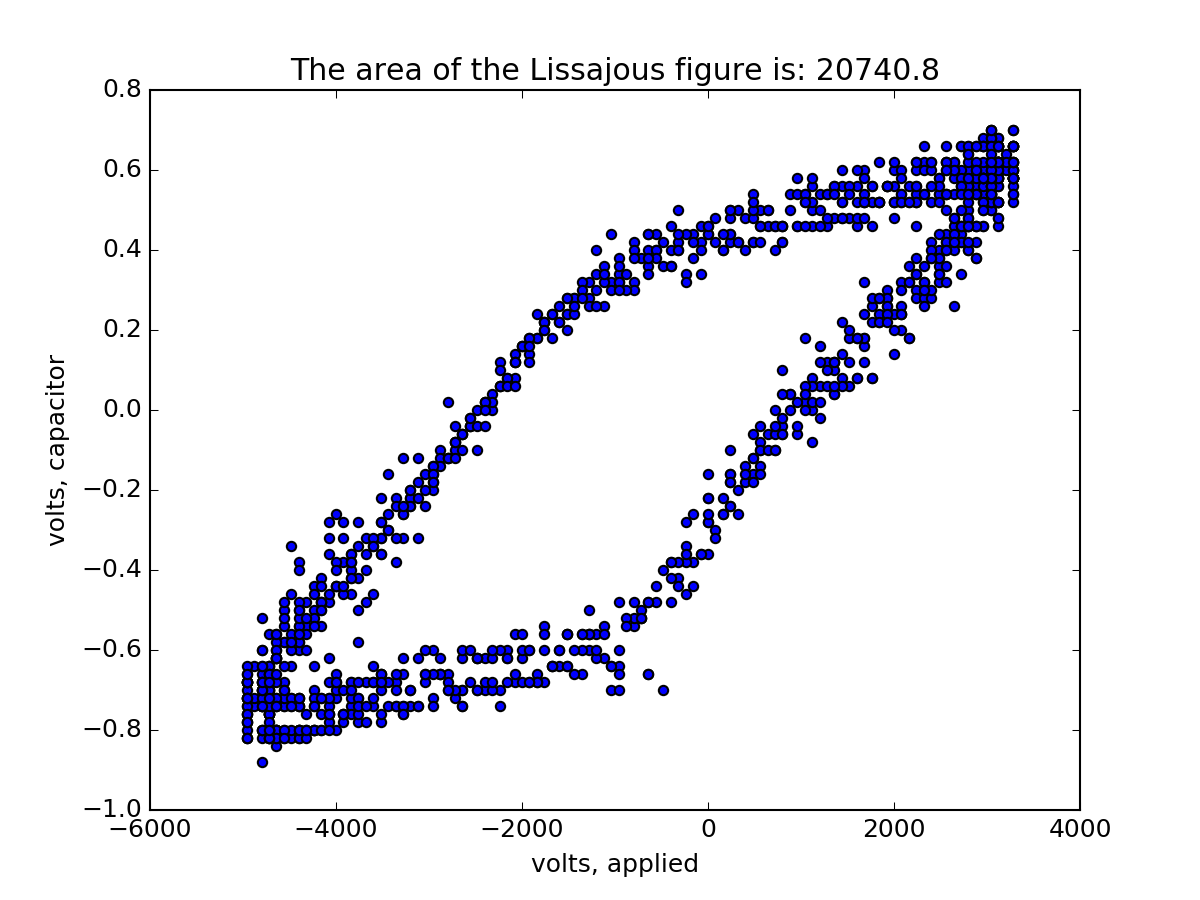 The area of the Lissajous figure is: 20740.8
0.8
0.6
0.4
0.2
0.0
−0.2
−0.4
−0.6
−0.8
−1.0
volts, capacitor
−6000 −4000 −2000 0 2000 4000
volts, applied